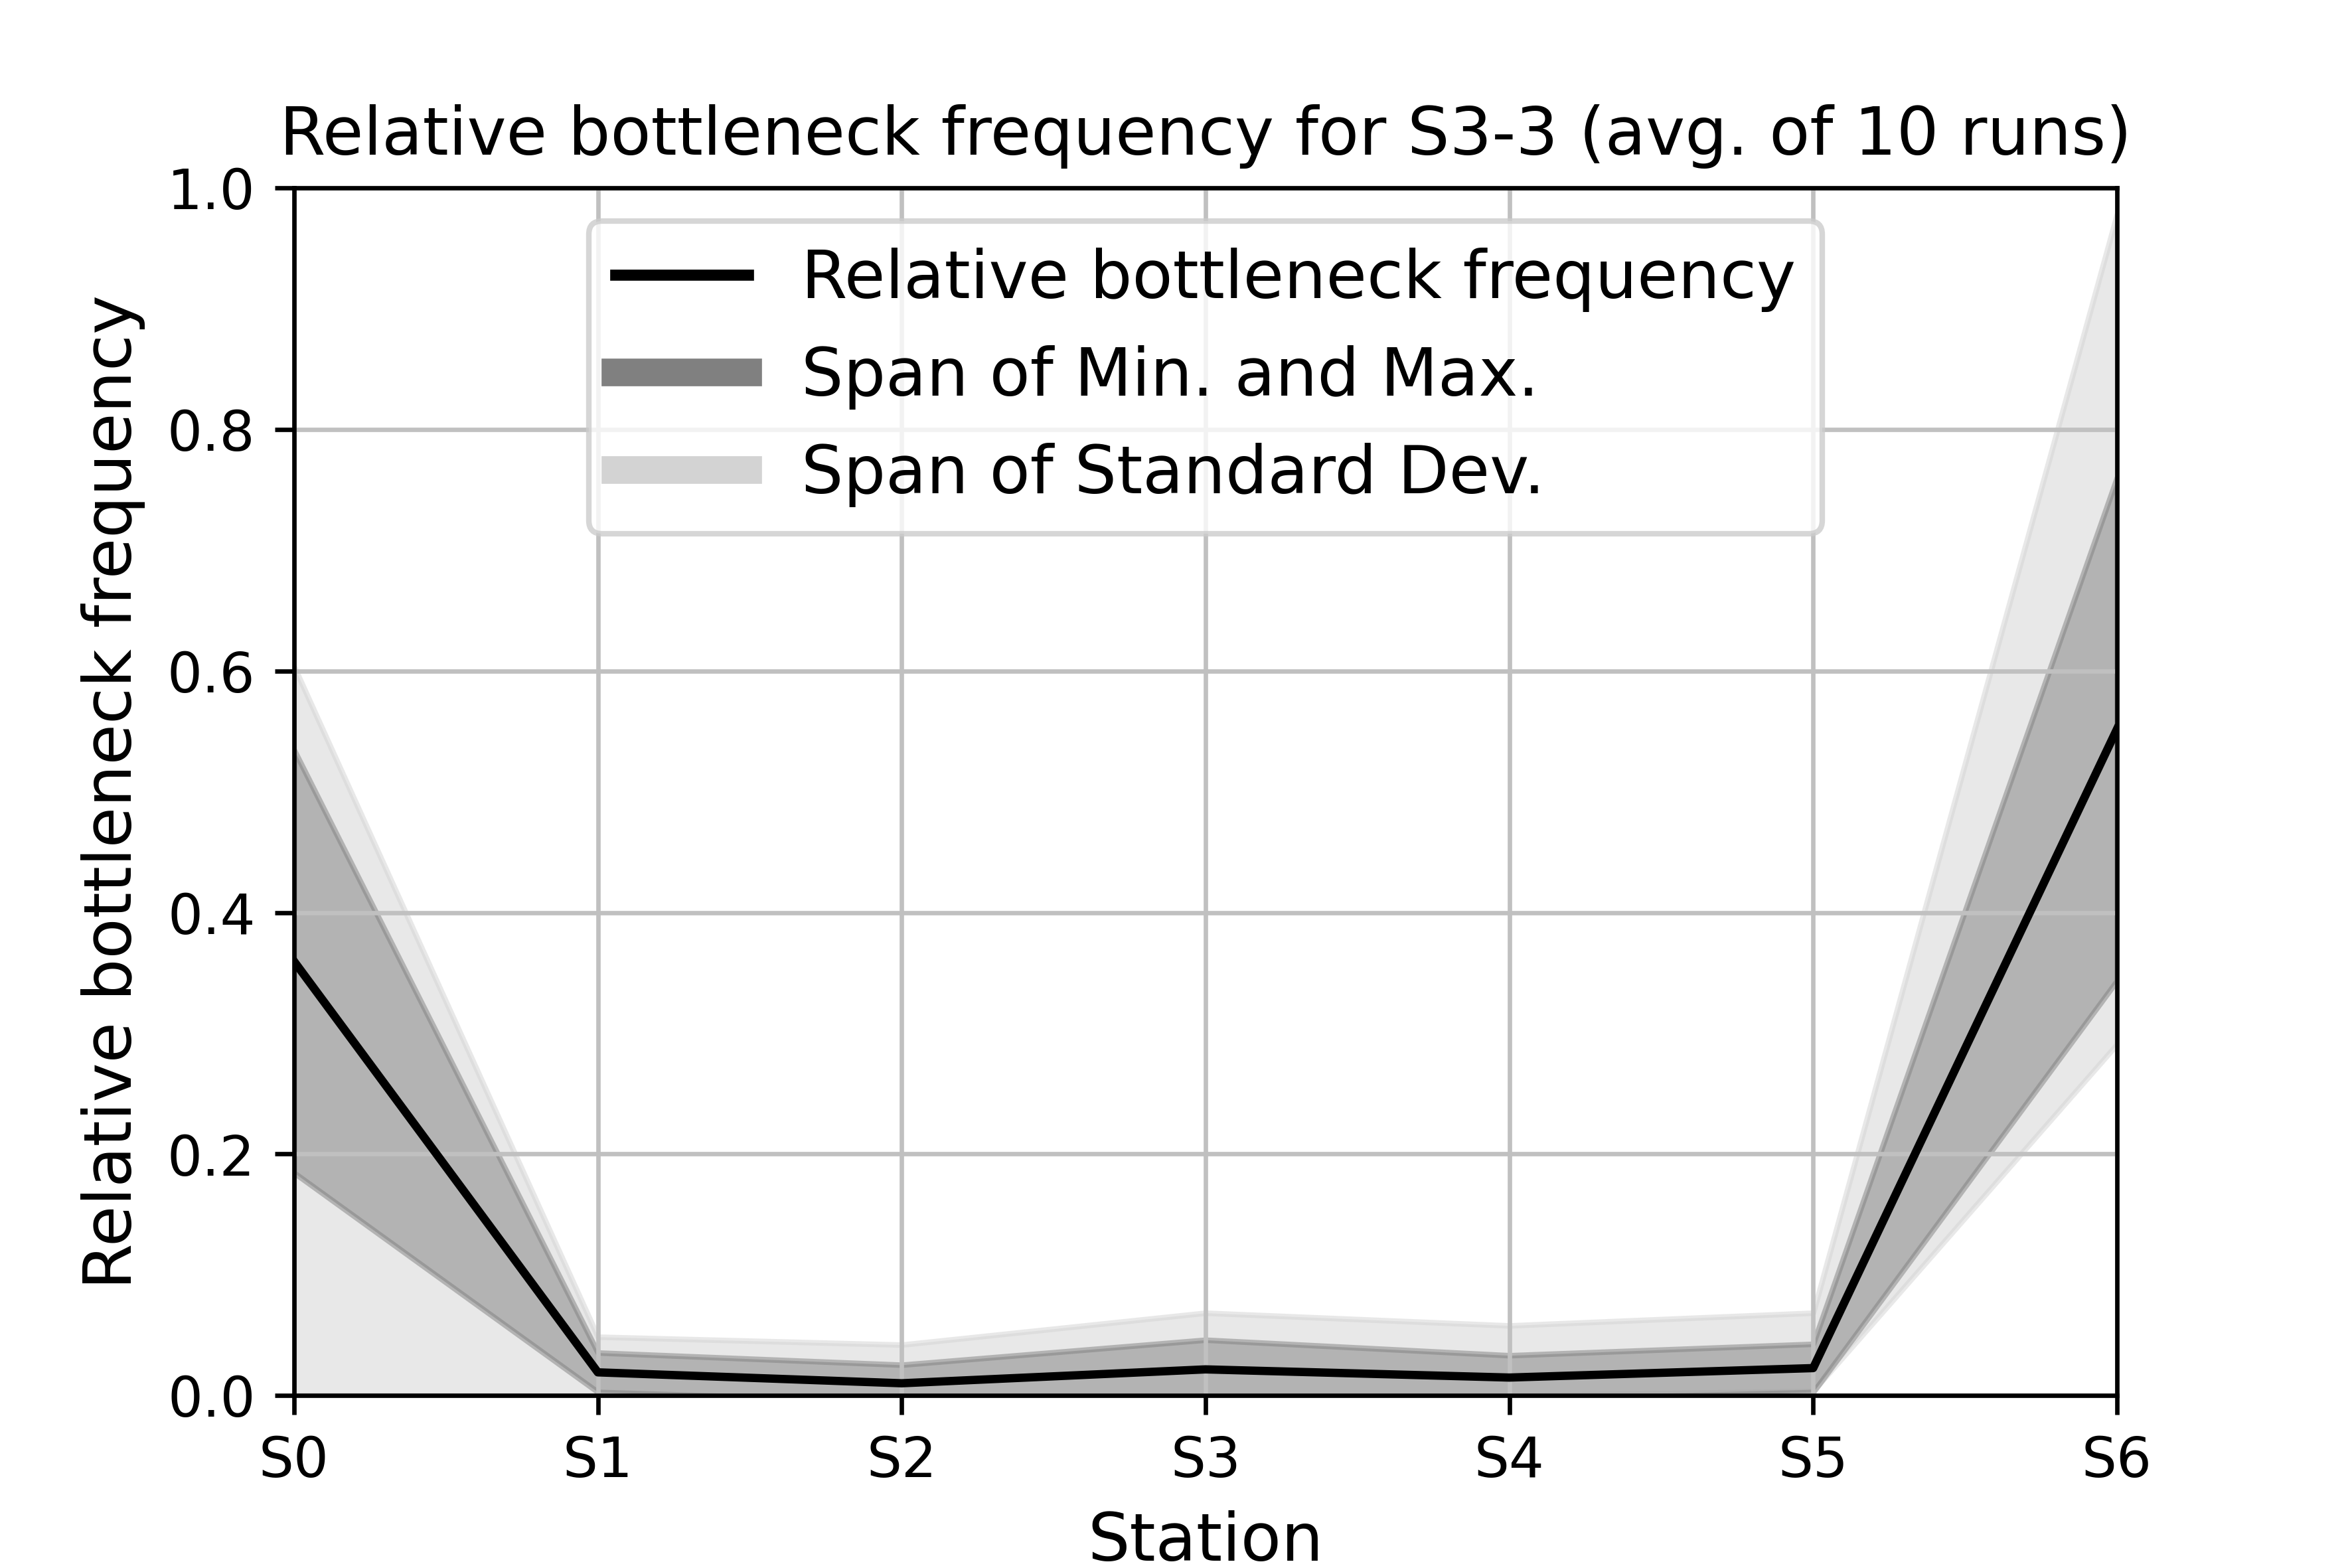 Relative bottleneck frequency for S3-3 (avg. of 10 runs)
Relative bottleneck frequency
1.0
0.8
0.6
0.4
0.2
0.0
Relative bottleneck frequency
Span of Min. and Max.
Span of Standard Dev.
S0 S1 S2 S3 S4 S5 S6
Station